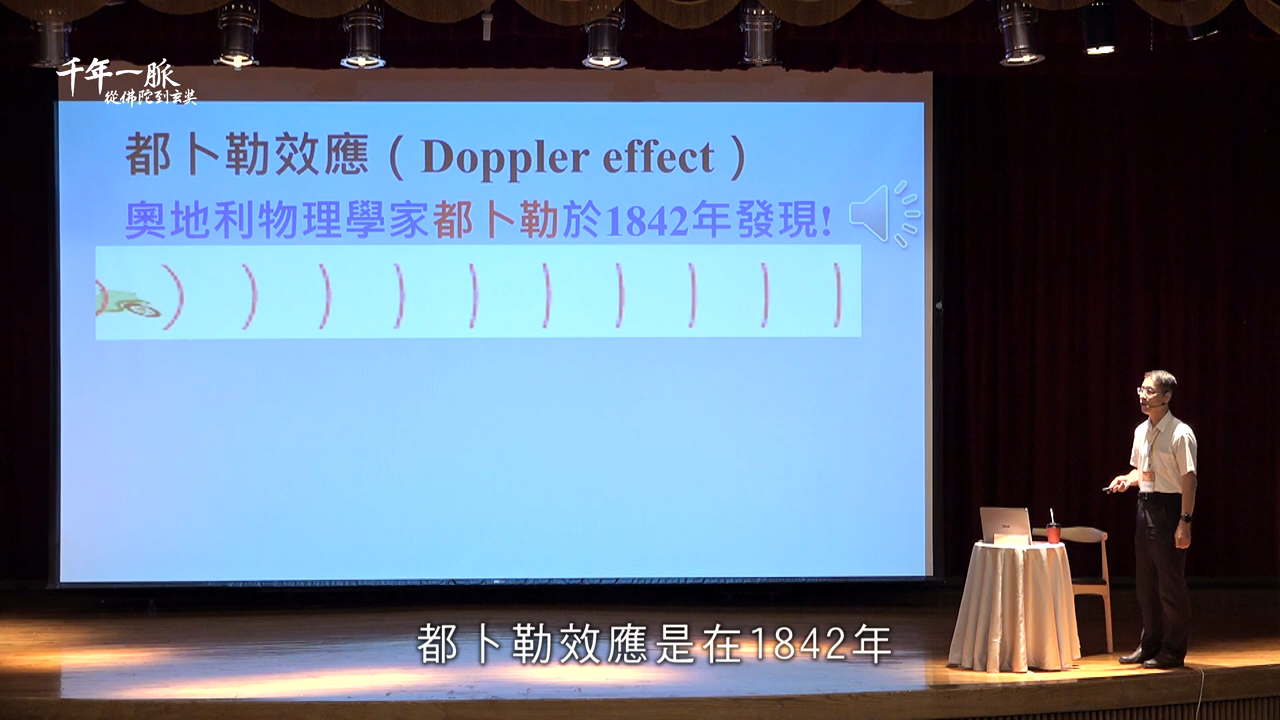 千年一脈
從佛陀到玄奘
都卜勒效應（Doppler effect）
奧地利物理學家都卜勒於1842年發現!
都卜勒效應是在1842年